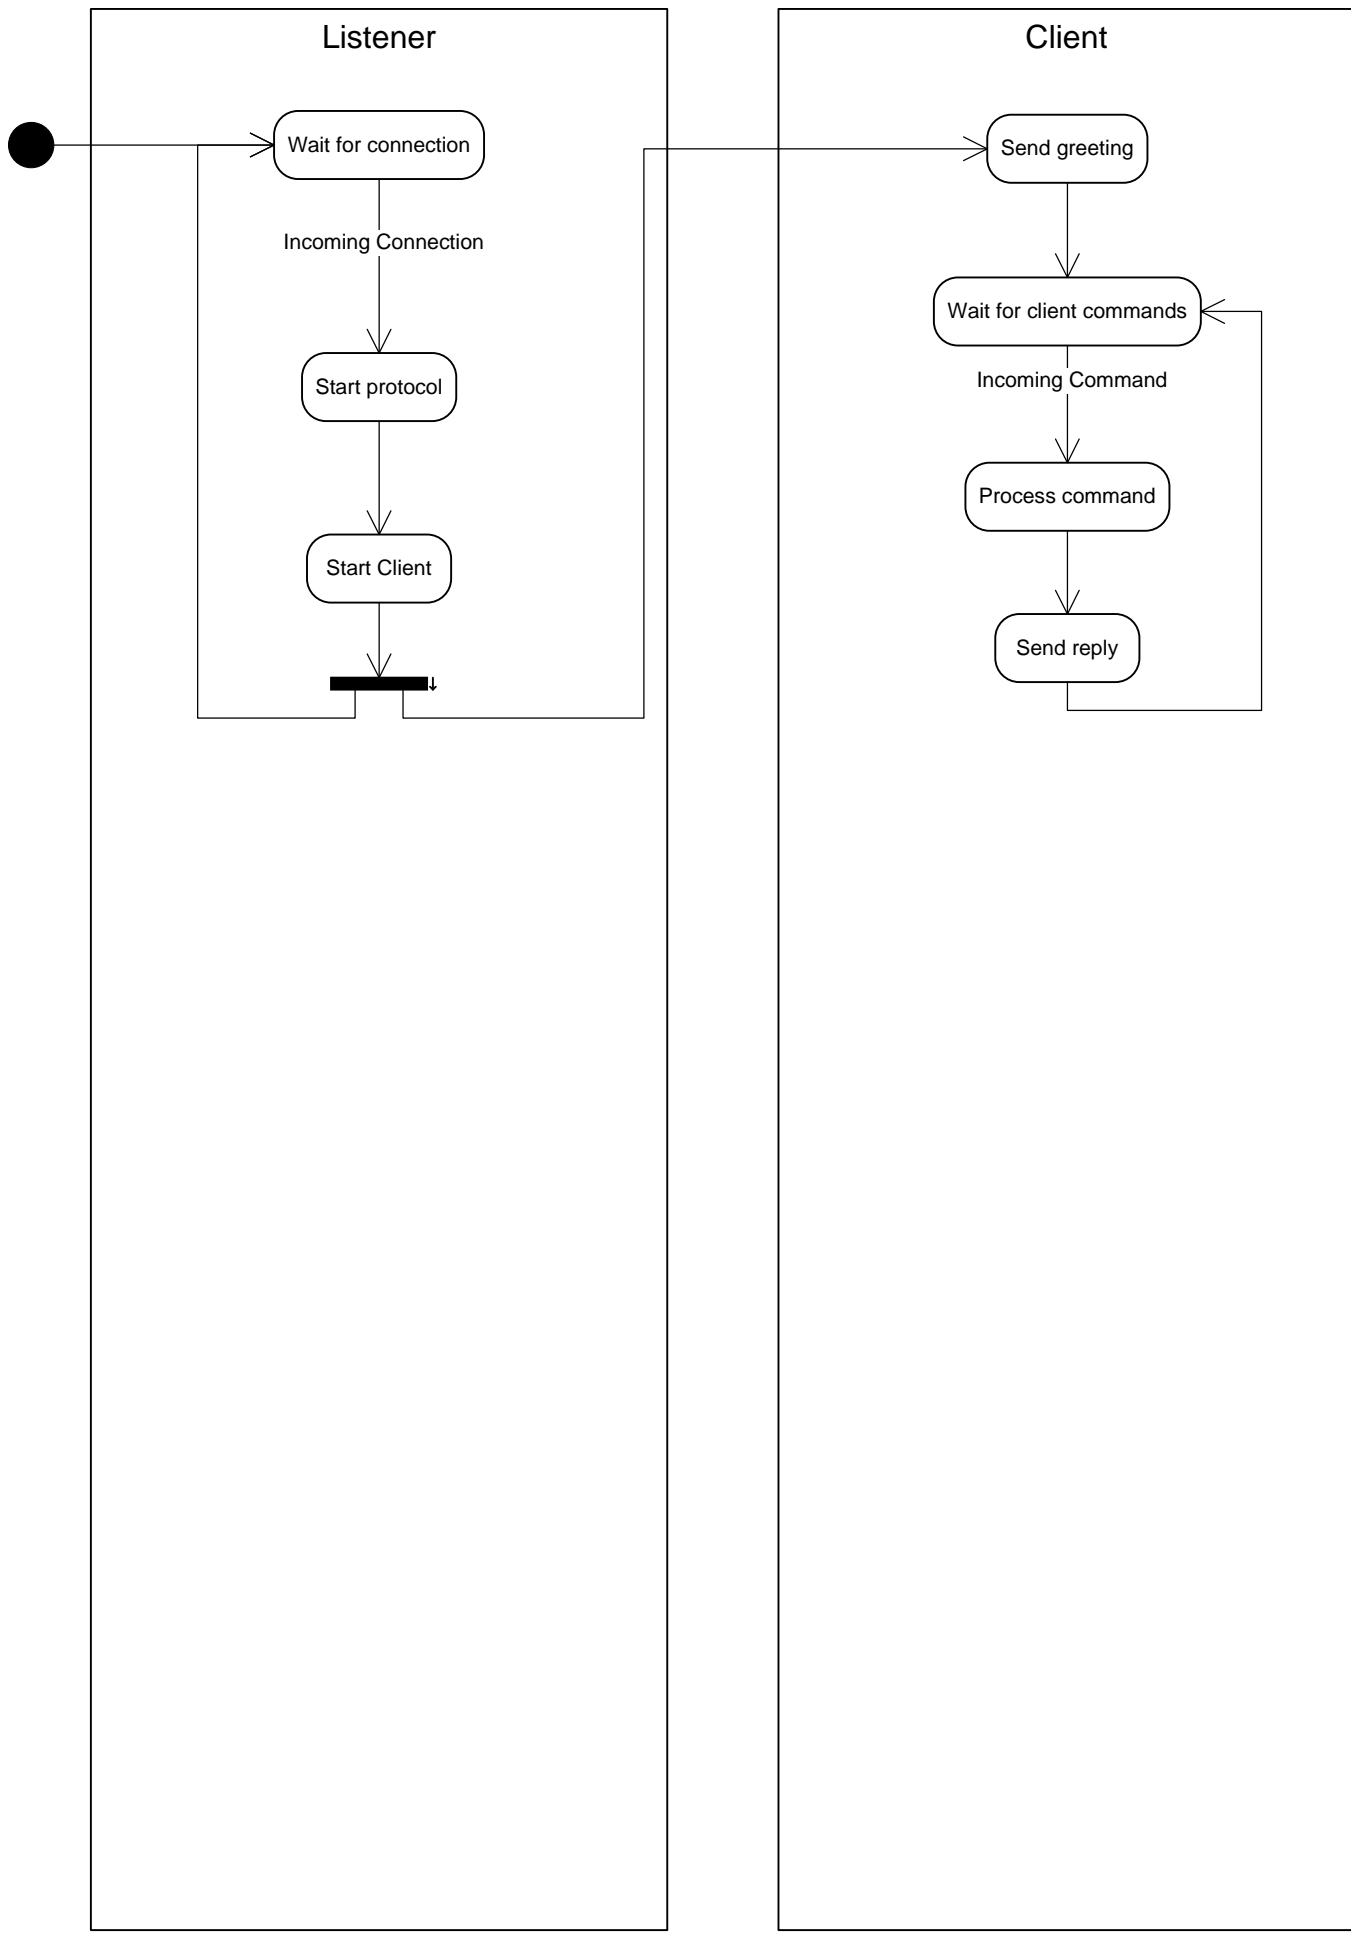 Listener
Wait for connection
Incoming Connection
Start protocol
Start Client
Client
Send greeting
Wait for client commands
Incoming Command
Process command
Send reply